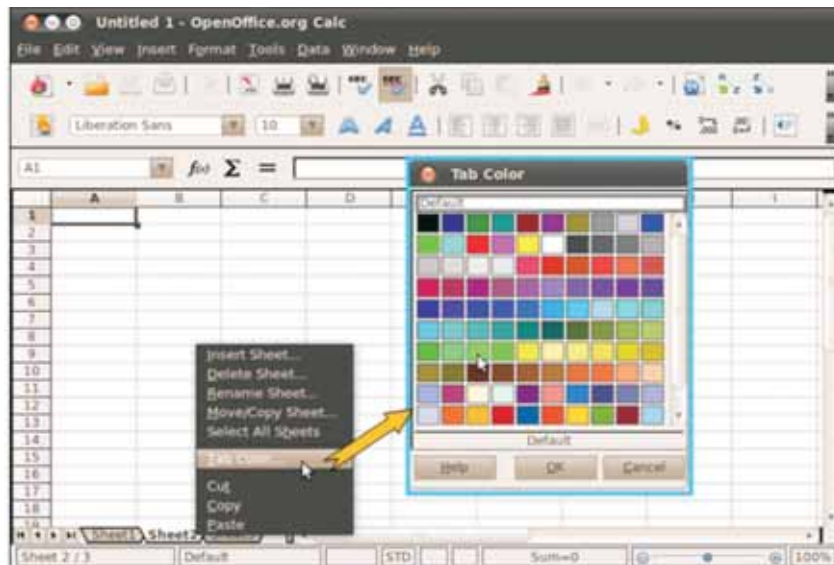 Untitled 1 - OpenOffice.org Calc
File Edit View Insert Format Tools Data Window Help
Liberation Sans 10
A1 f(x) Σ =
Tab Color
Default
A B C D I
1
2
3
4
5
6
7
8
9
10
11
12
13
14
15
16
17
18
19
Insert Sheet...
Delete Sheet...
Rename Sheet...
Move/Copy Sheet...
Select All Sheets
Cut
Copy
Paste
Default
Help OK Cancel
Sheet1 Sheet2
Sheet 2 / 3 Default STD Sum=0 100%